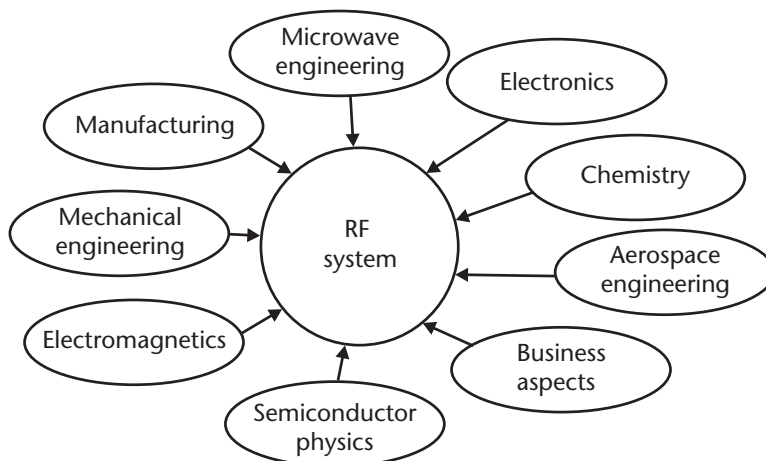 Microwave
engineering
Electronics
Manufacturing
Chemistry
Mechanical
engineering
RF
system
Aerospace
engineering
Electromagnetics
Business
aspects
Semiconductor
physics